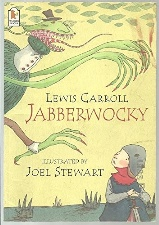 LEWIS CARROLL
JABBERWOCKY
ILLUSTRATED BY
JOEL STEWART